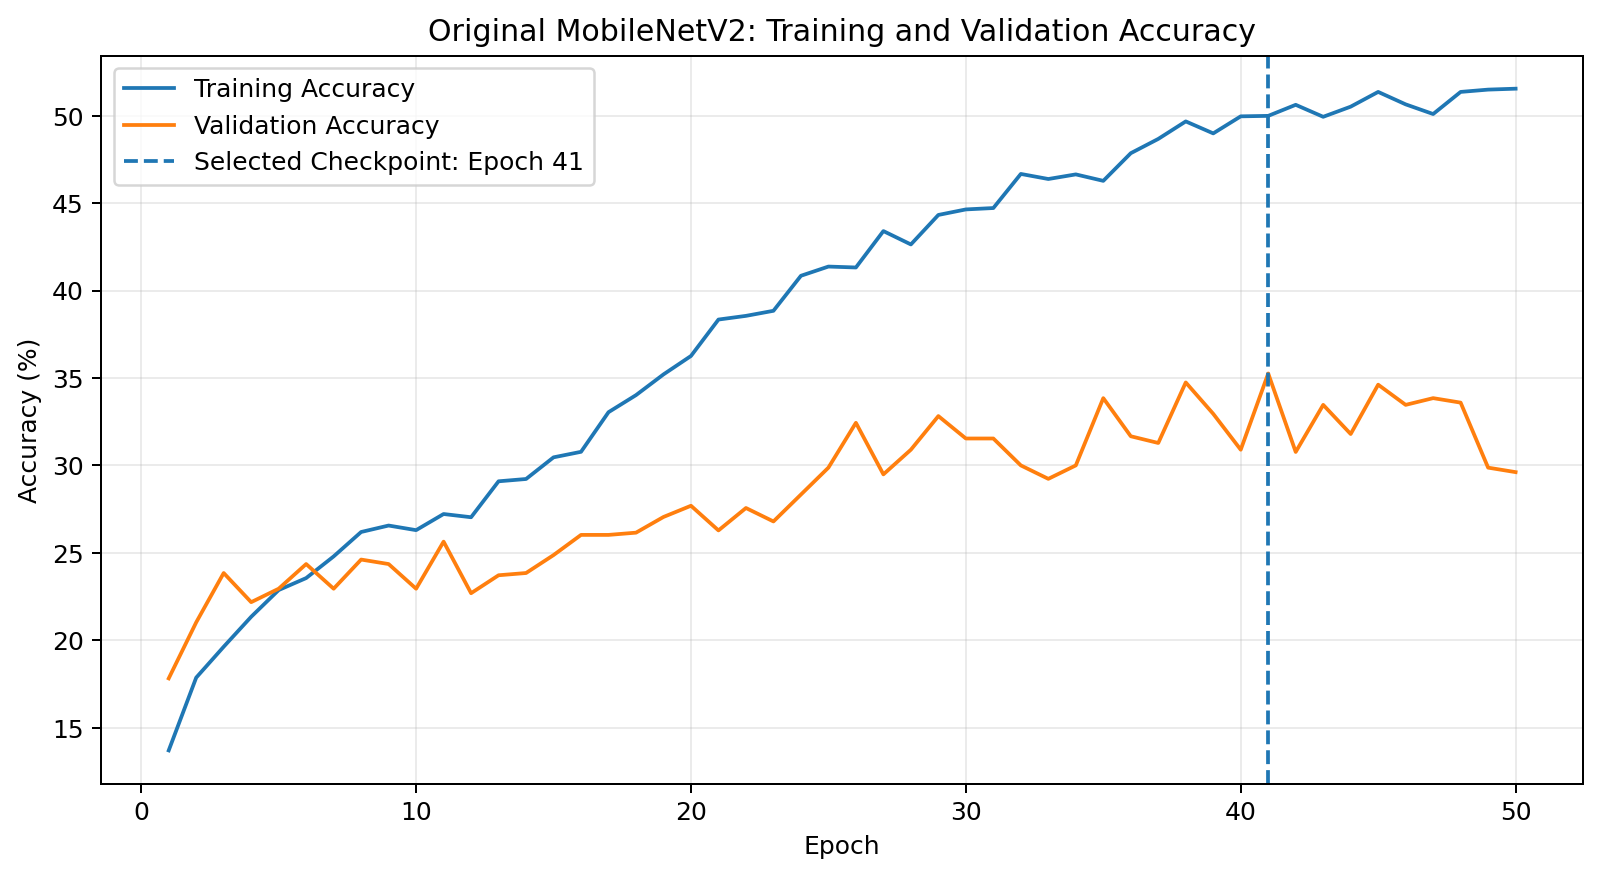 Original MobileNetV2: Training and Validation Accuracy
Training Accuracy
Validation Accuracy
Selected Checkpoint: Epoch 41
Accuracy (%)
50
45
40
35
30
25
20
15
0 10 20 30 40 50
Epoch